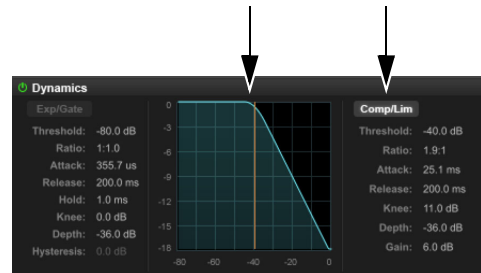 Dynamics
Exp/Gate
Threshold: -80.0 dB
Ratio: 1:1.0
Attack: 355.7 us
Release: 200.0 ms
Hold: 1.0 ms
Knee: 0.0 dB
Depth: -36.0 dB
Hysteresis: 0.0 dB
0
-3
-6
-9
-12
-15
-18
-80 -60 -40 -20 0
Comp/Lim
Threshold: -40.0 dB
Ratio: 1.9:1
Attack: 25.1 ms
Release: 200.0 ms
Knee: 11.0 dB
Depth: -36.0 dB
Gain: 6.0 dB